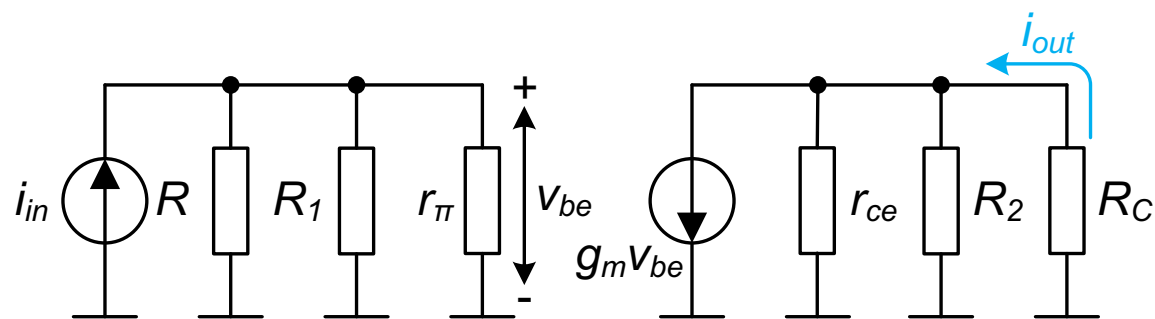 i_out
+
i_in
R
R_1
r_π
v_be
g_m v_be
r_ce
R_2
R_C
-